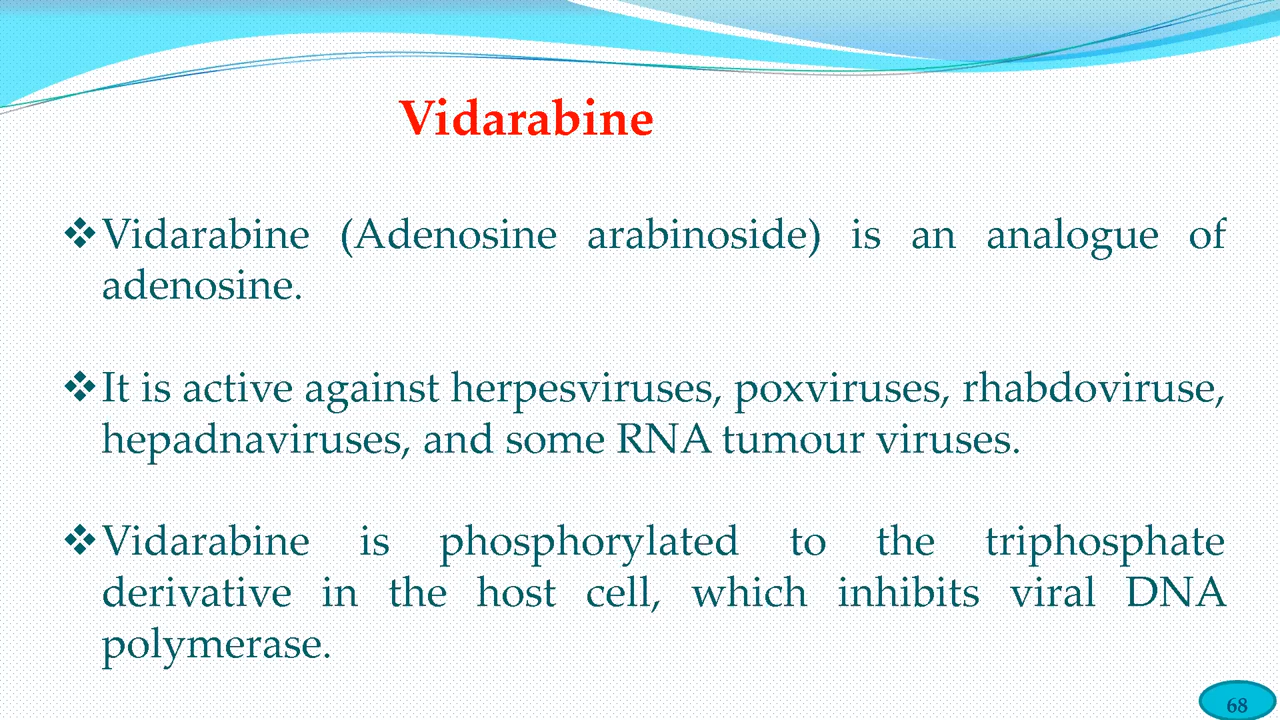 Vidarabine
❖Vidarabine (Adenosine arabinoside) is an analogue of
adenosine.
❖It is active against herpesviruses, poxviruses, rhabdoviruse,
hepadnaviruses, and some RNA tumour viruses.
❖Vidarabine is phosphorylated to the triphosphate
derivative in the host cell, which inhibits viral DNA
polymerase.
68